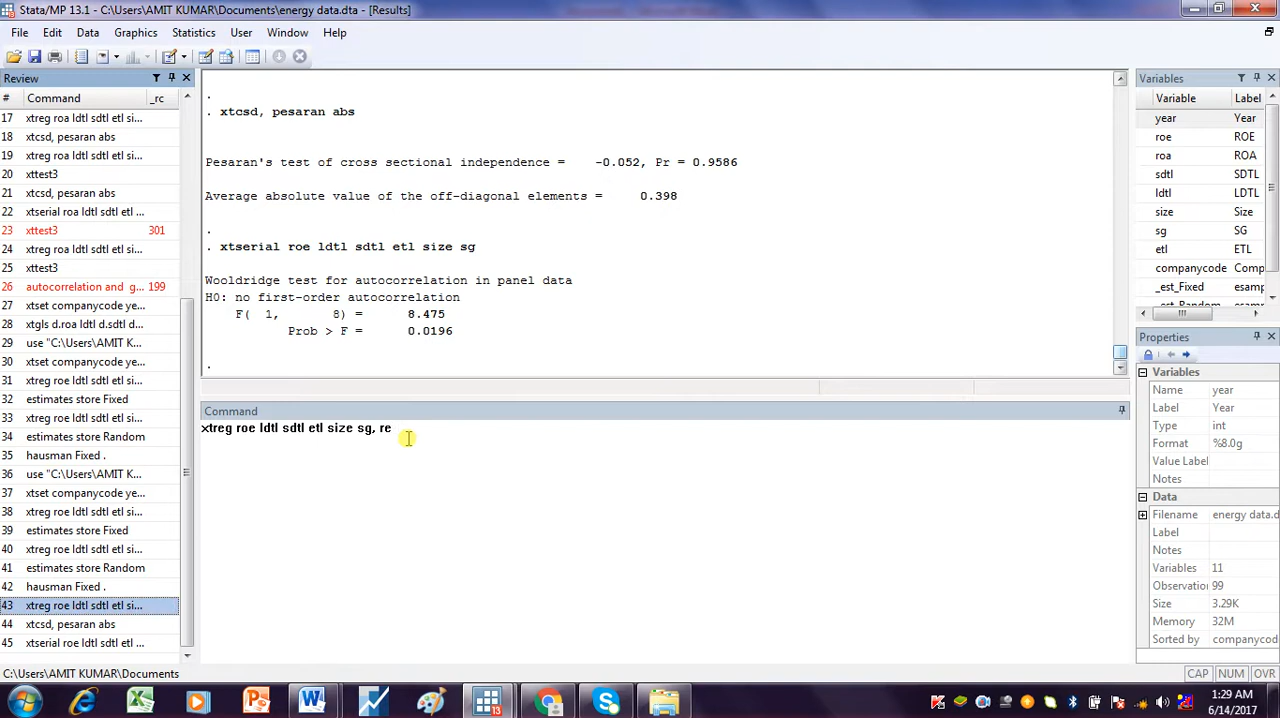 Stata/MP 13.1 - C:\Users\AMIT KUMAR\Documents\energy data.dta - [Results]
File Edit Data Graphics Statistics User Window Help
Review
# Command _rc
17 xtreg roa ldtl sdtl etl si...
18 xtcsd, pesaran abs
19 xtreg roa ldtl sdtl etl si...
20 xttest3
21 xtcsd, pesaran abs
22 xtserial roa ldtl sdtl etl ...
23 xttest3 301
24 xtreg roa ldtl sdtl etl si...
25 xttest3
26 autocorrelation and g... 199
27 xtset companycode ye...
28 xtgls d.roa ldtl d.sdtl d...
29 use "C:\Users\AMIT K...
30 xtset companycode ye...
31 xtreg roe ldtl sdtl etl si...
32 estimates store Fixed
33 xtreg roe ldtl sdtl etl si...
34 estimates store Random
35 hausman Fixed .
36 use "C:\Users\AMIT K...
37 xtset companycode ye...
38 xtreg roe ldtl sdtl etl si...
39 estimates store Fixed
40 xtreg roe ldtl sdtl etl si...
41 estimates store Random
42 hausman Fixed .
43 xtreg roe ldtl sdtl etl si...
44 xtcsd, pesaran abs
45 xtserial roe ldtl sdtl etl ...
.
. xtcsd, pesaran abs
Pesaran's test of cross sectional independence = -0.052, Pr = 0.9586
Average absolute value of the off-diagonal elements = 0.398
.
. xtserial roe ldtl sdtl etl size sg
Wooldridge test for autocorrelation in panel data
H0: no first-order autocorrelation
F( 1, 8) = 8.475
Prob > F = 0.0196
.
Command
xtreg roe ldtl sdtl etl size sg, re
Variables
Variable Label
year Year
roe ROE
roa ROA
sdtl SDTL
ldtl LDTL
size Size
sg SG
etl ETL
companycode Comp
_est_Fixed esamp
_est_Random esamp
Properties
Variables
Name year
Label Year
Type int
Format %8.0g
Value Label
Notes
Data
Filename energy data.d
Label
Notes
Variables 11
Observation 99
Size 3.29K
Memory 32M
Sorted by companycod
C:\Users\AMIT KUMAR\Documents
CAP NUM OVR
1:29 AM
6/14/2017